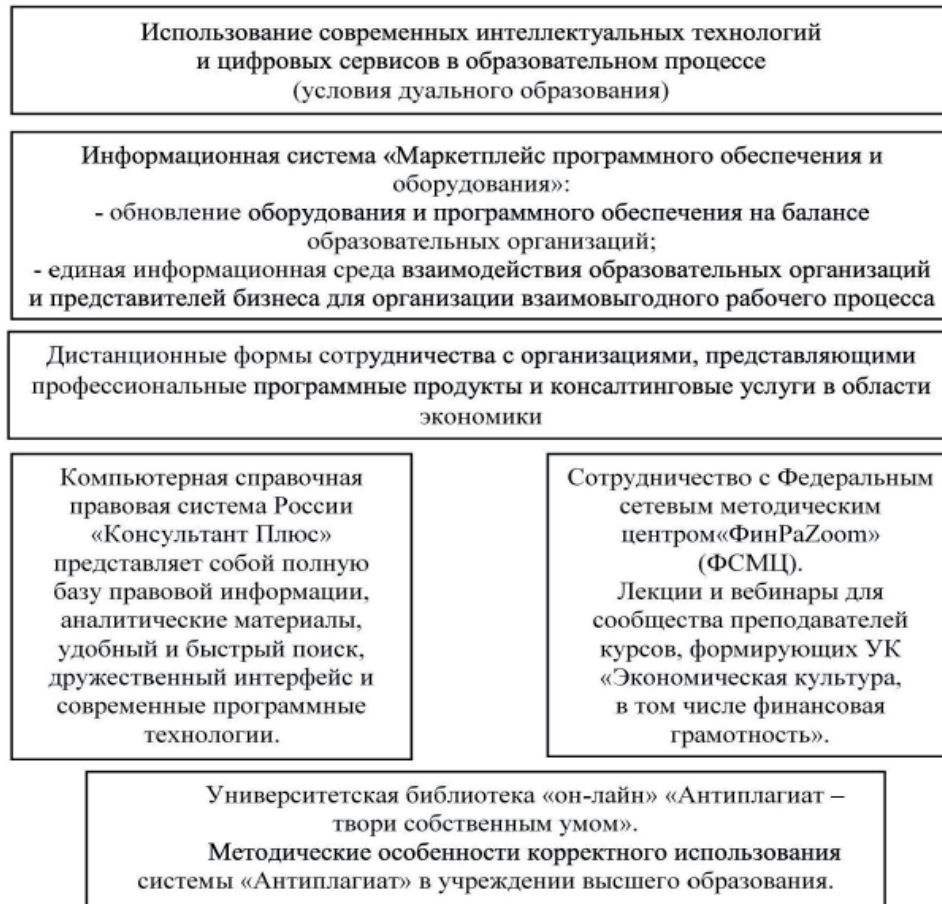 Использование современных интеллектуальных технологий
и цифровых сервисов в образовательном процессе
(условия дуального образования)
Информационная система «Маркетплейс программного обеспечения и
оборудования»:
- обновление оборудования и программного обеспечения на балансе
образовательных организаций;
- единая информационная среда взаимодействия образовательных организаций
и представителей бизнеса для организации взаимовыгодного рабочего процесса
Дистанционные формы сотрудничества с организациями, представляющими
профессиональные программные продукты и консалтинговые услуги в области
экономики
Компьютерная справочная
правовая система России
«Консультант Плюс»
представляет собой полную
базу правовой информации,
аналитические материалы,
удобный и быстрый поиск,
дружественный интерфейс и
современные программные
технологии.
Сотрудничество с Федеральным
сетевым методическим
центром«ФинРаZoom»
(ФСМЦ).
Лекции и вебинары для
сообщества преподавателей
курсов, формирующих УК
«Экономическая культура,
в том числе финансовая
грамотность».
Университетская библиотека «он-лайн» «Антиплагиат –
твори собственным умом».
Методические особенности корректного использования
системы «Антиплагиат» в учреждении высшего образования.